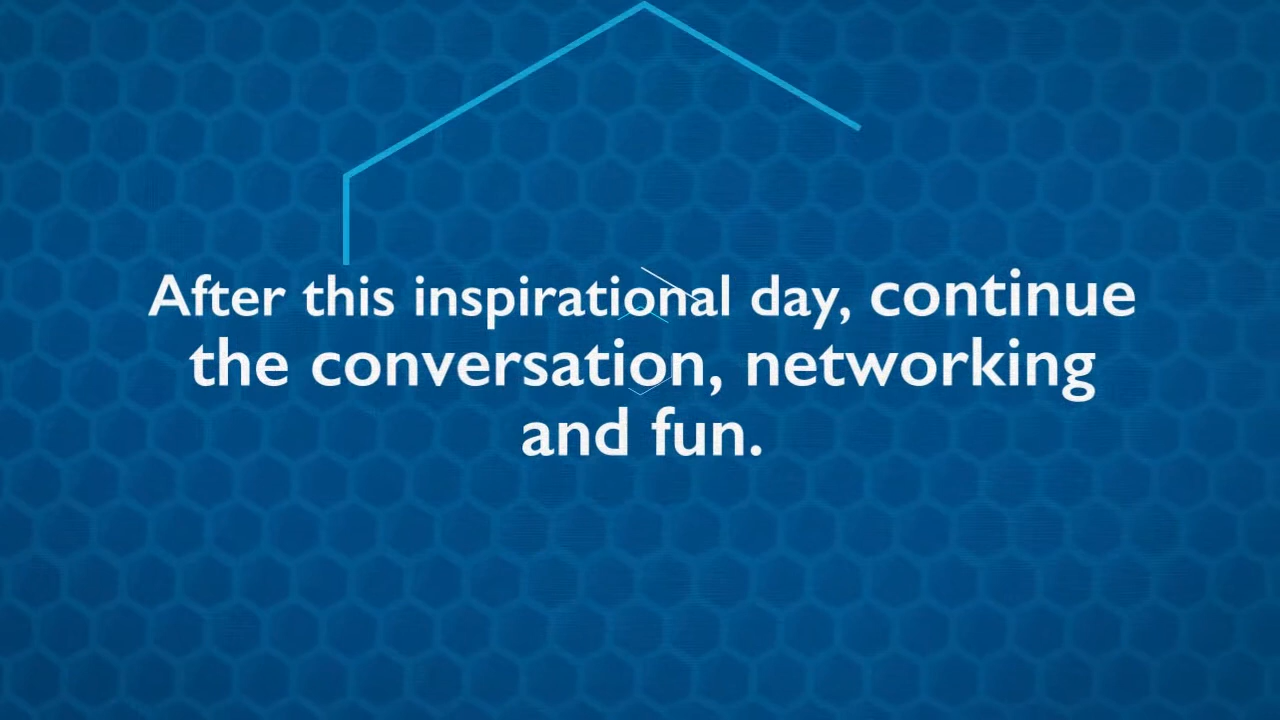 After this inspirational day, continue
the conversation, networking
and fun.